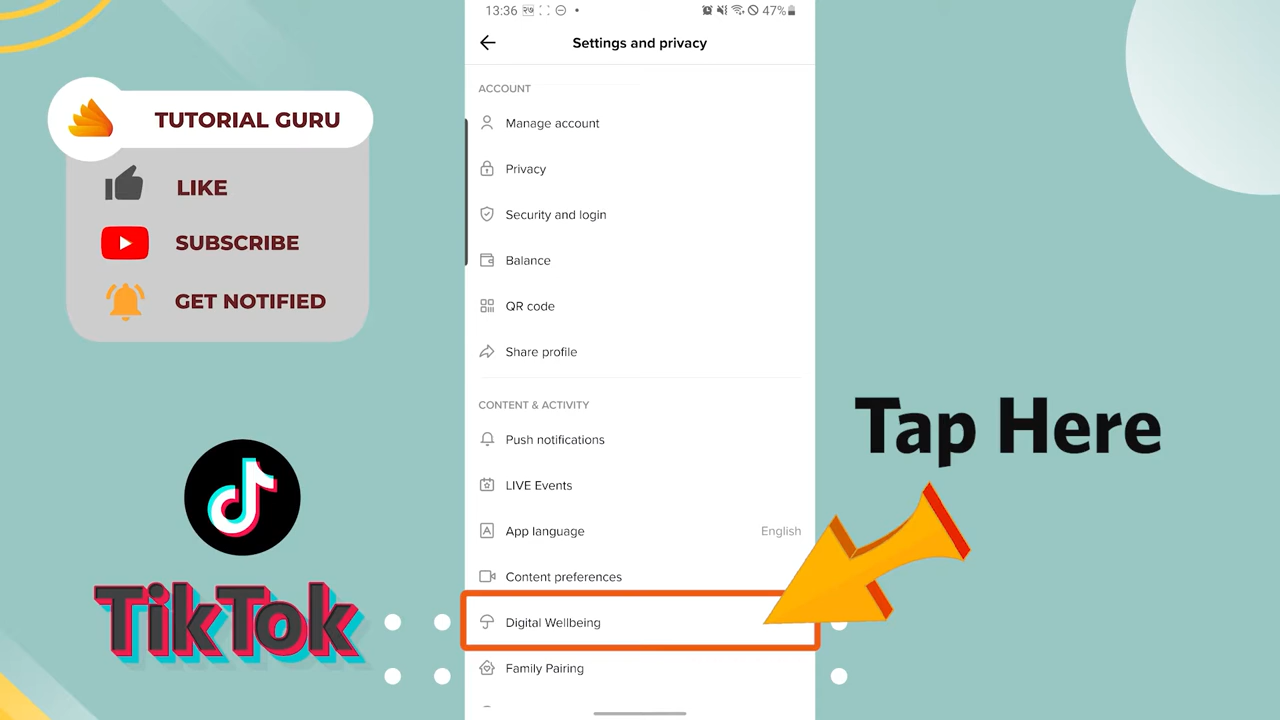 13:36
47%
Settings and privacy
ACCOUNT
Manage account
Privacy
Security and login
Balance
QR code
Share profile
CONTENT & ACTIVITY
Push notifications
LIVE Events
App language English
Content preferences
Digital Wellbeing
Family Pairing
TUTORIAL GURU
LIKE
SUBSCRIBE
GET NOTIFIED
TikTok
Tap Here